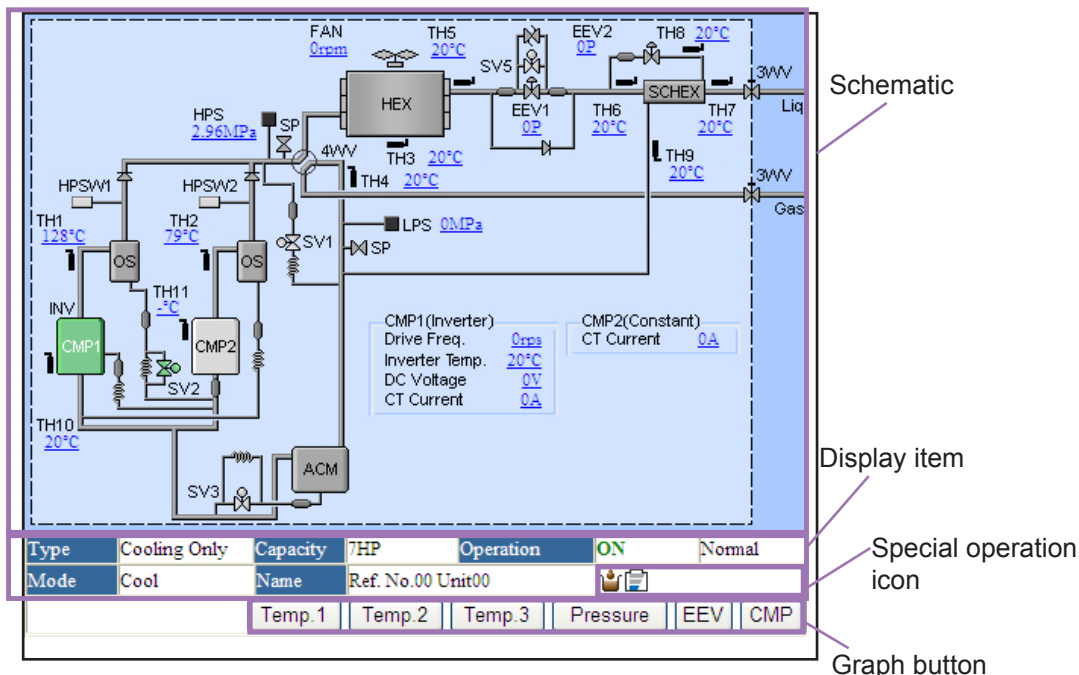 FAN
0rpm
TH5
20°C
EEV2
0P
TH8 20°C
SV5
3WV
HEX
SCHEX
Schematic
HPS
2.96MPa
SP
EEV1
0P
TH6
20°C
TH7
20°C
Liq
4WV
TH3 20°C
TH9
20°C
3WV
HPSW1
HPSW2
TH4 20°C
Gas
TH1
128°C
TH2
79°C
LPS 0MPa
OS
OS
SV1
SP
TH11
-°C
INV
CMP1
CMP2
SV2
CMP1(Inverter)
Drive Freq. 0rps
Inverter Temp. 20°C
DC Voltage 0V
CT Current 0A
CMP2(Constant)
CT Current 0A
TH10
20°C
ACM
SV3
Display item
Type Cooling Only Capacity 7HP Operation ON Normal
Mode Cool Name Ref. No.00 Unit00
Special operation
icon
Temp.1 Temp.2 Temp.3 Pressure EEV CMP
Graph button